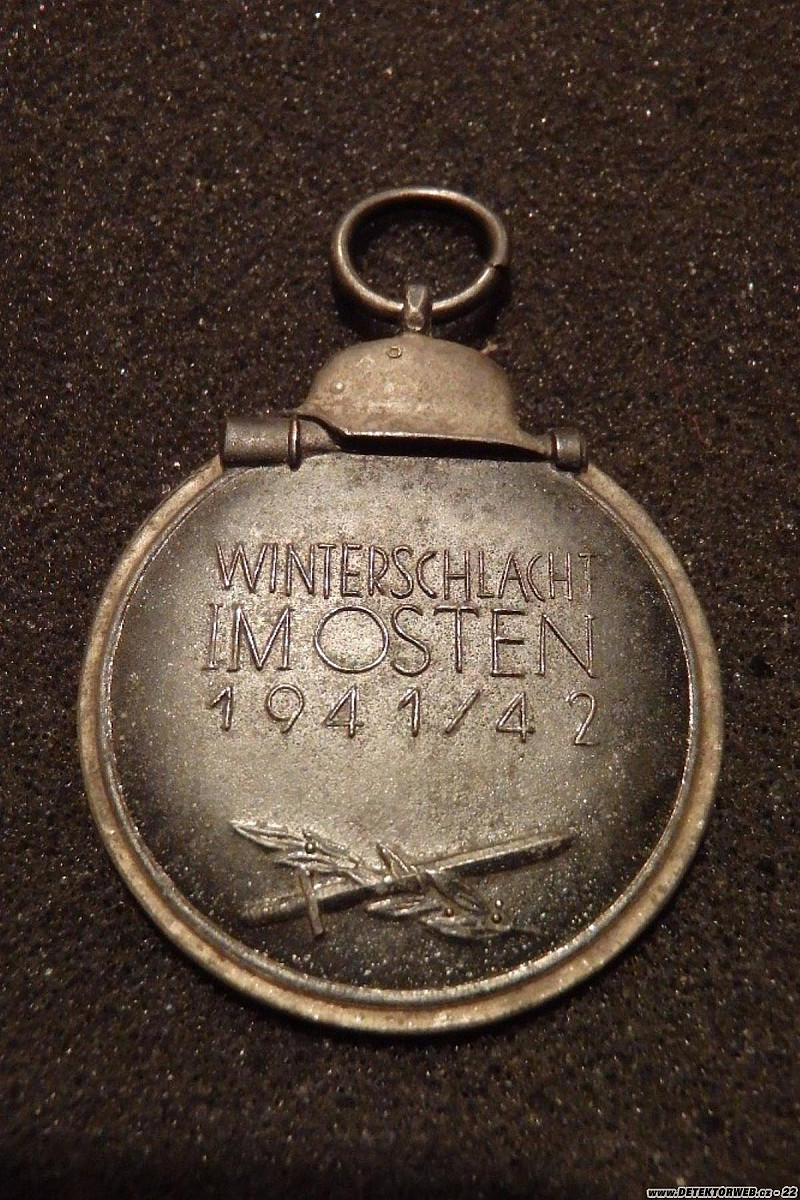 WINTERSCHLACHT
IM OSTEN
1941/42
www.DETEKTORWEB.cz - 22